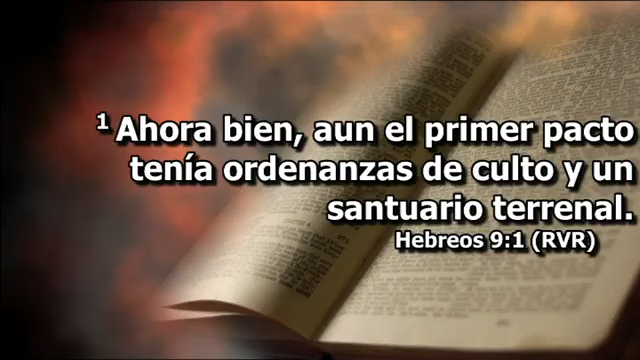 1 Ahora bien, aun el primer pacto
tenía ordenanzas de culto y un
santuario terrenal.
Hebreos 9:1 (RVR)